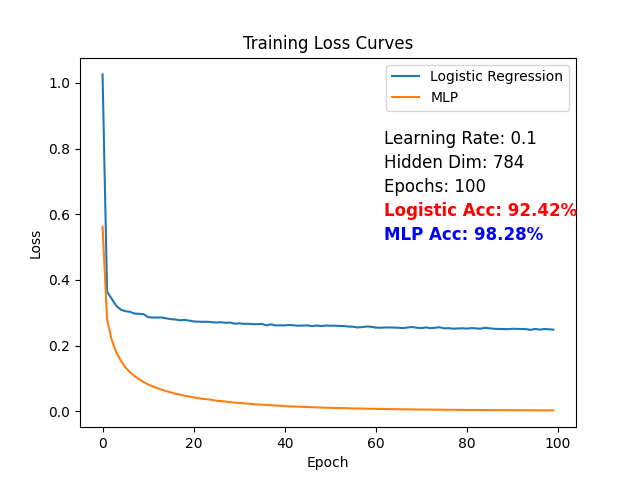 Training Loss Curves
Logistic Regression
MLP
Learning Rate: 0.1
Hidden Dim: 784
Epochs: 100
Logistic Acc: 92.42%
MLP Acc: 98.28%
Loss
1.0
0.8
0.6
0.4
0.2
0.0
0 20 40 60 80 100
Epoch